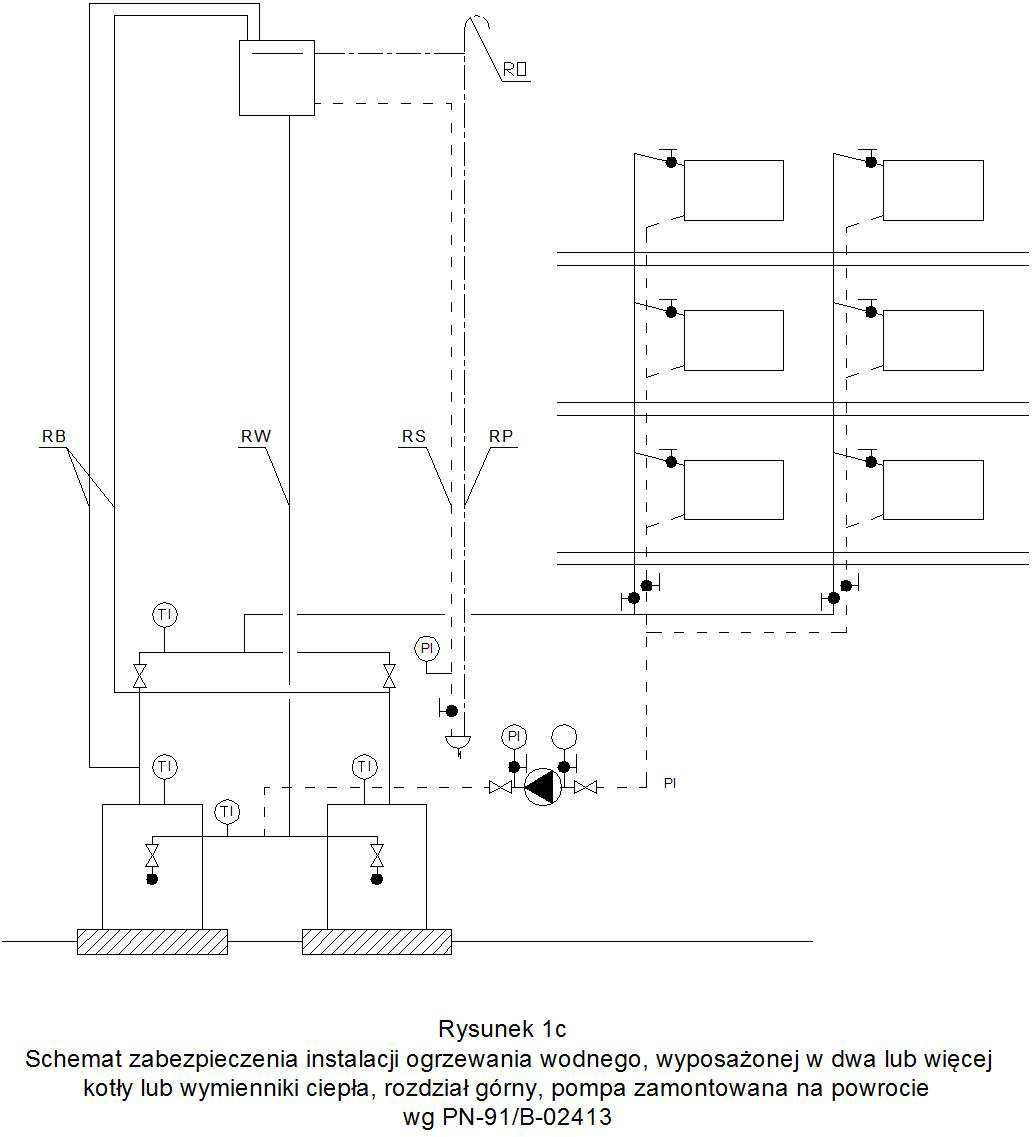 RO
RB
RW
RS
RP
TI
PI
TI
TI
PI
PI
TI
Rysunek 1c
Schemat zabezpieczenia instalacji ogrzewania wodnego, wyposażonej w dwa lub więcej
kotły lub wymienniki ciepła, rozdział górny, pompa zamontowana na powrocie
wg PN-91/B-02413